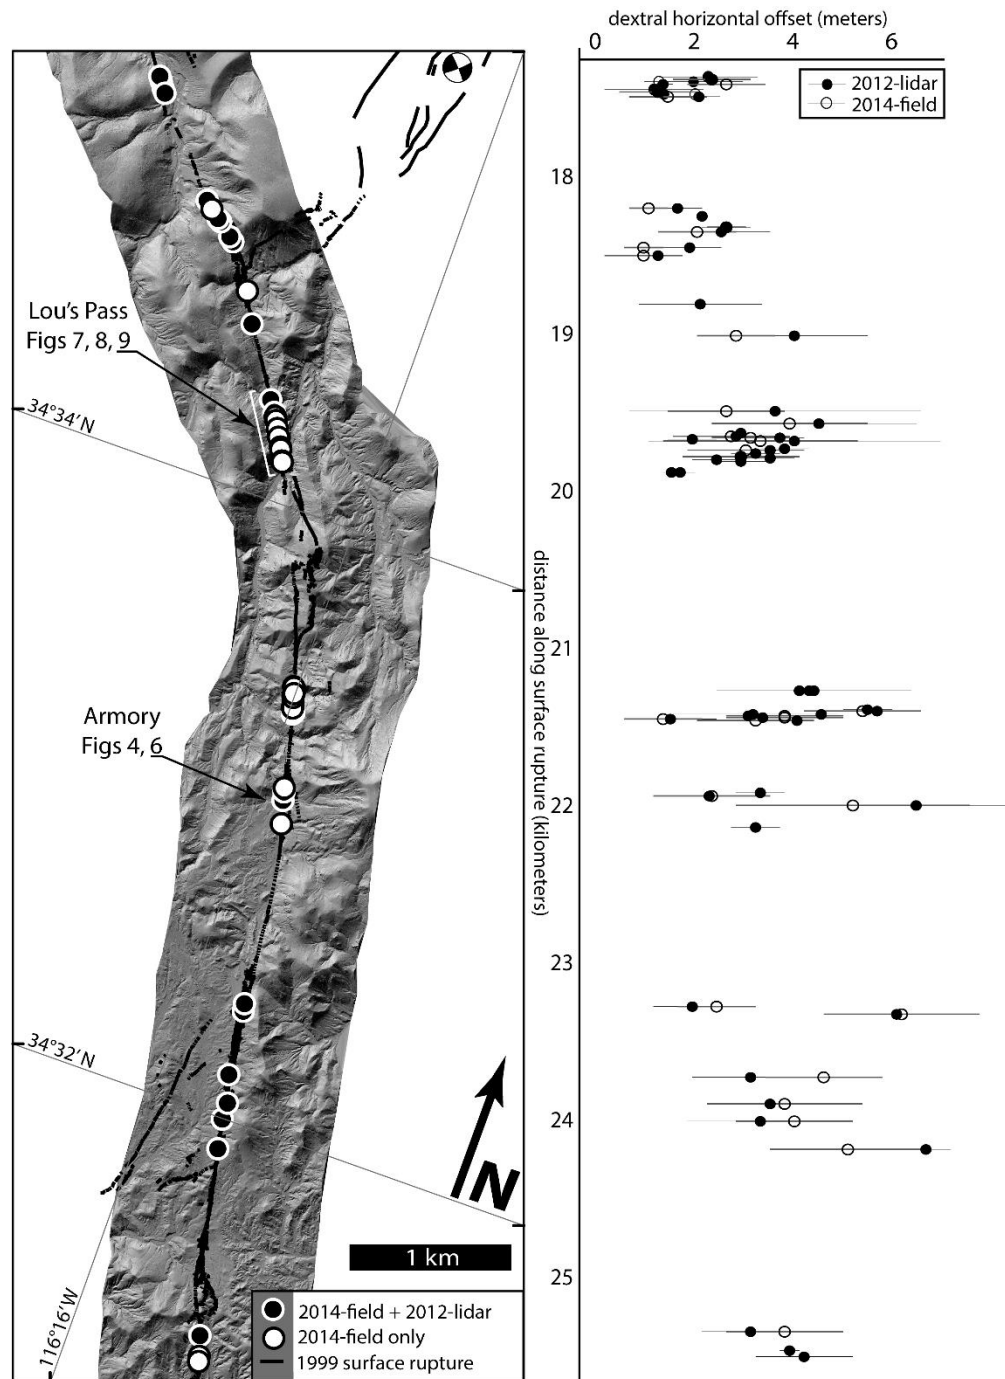 dextral horizontal offset (meters)
0 2 4 6
2012-lidar
2014-field
18
19
20
21
22
23
24
25
distance along surface rupture (kilometers)
Lou's Pass
Figs 7, 8, 9
34°34' N
Armory
Figs 4, 6
34°32' N
116°16' W
N
1 km
2014-field + 2012-lidar
2014-field only
1999 surface rupture